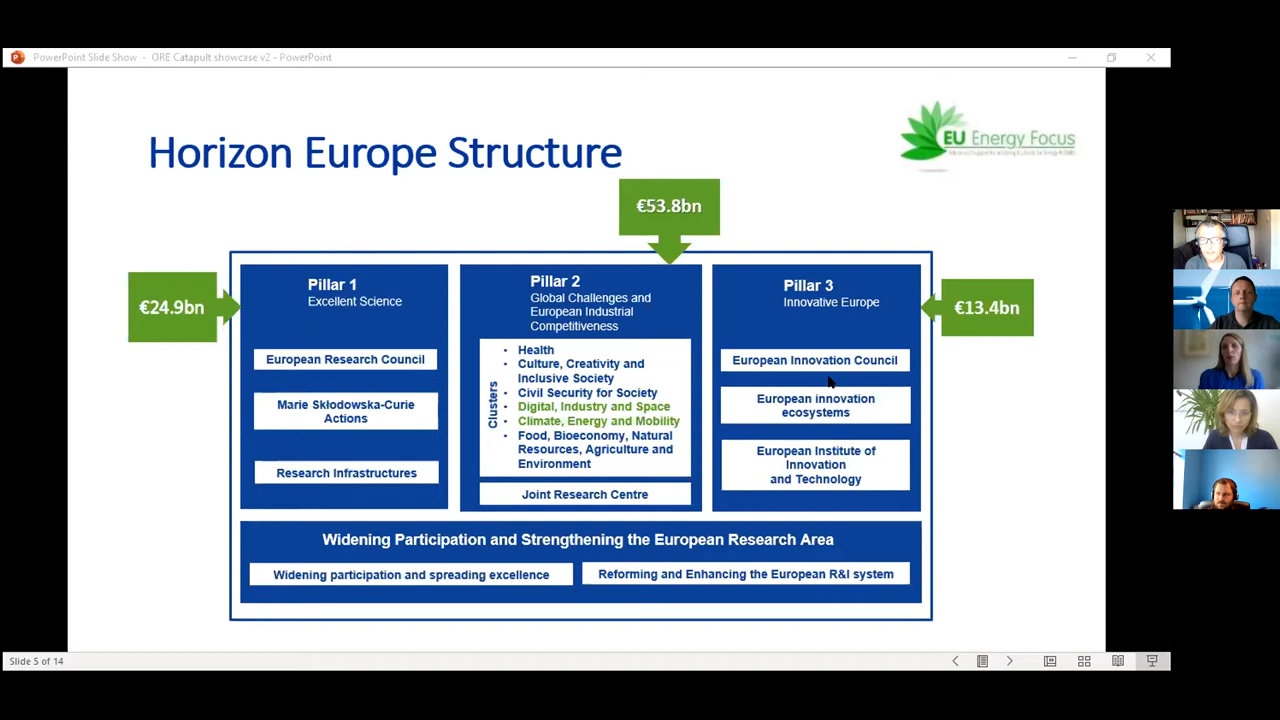 PowerPoint Slide Show - ORE Catapult showcase v2 - PowerPoint
Horizon Europe Structure
EU Energy Focus
€53.8bn
€24.9bn
€13.4bn
Pillar 1
Excellent Science
European Research Council
Marie Skłodowska-Curie
Actions
Research Infrastructures
Pillar 2
Global Challenges and
European Industrial
Competitiveness
Clusters
• Health
• Culture, Creativity and
Inclusive Society
• Civil Security for Society
• Digital, Industry and Space
• Climate, Energy and Mobility
• Food, Bioeconomy, Natural
Resources, Agriculture and
Environment
Joint Research Centre
Pillar 3
Innovative Europe
European Innovation Council
European innovation
ecosystems
European Institute of
Innovation
and Technology
Widening Participation and Strengthening the European Research Area
Widening participation and spreading excellence
Reforming and Enhancing the European R&I system
Slide 5 of 14